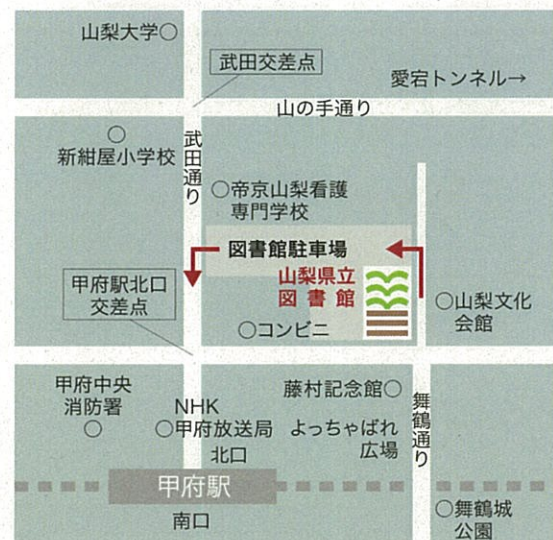 山梨大学
武田交差点
愛宕トンネル→
山の手通り
新紺屋小学校
武田通り
帝京山梨看護
専門学校
図書館駐車場
山梨県立
図書館
甲府駅北口
交差点
コンビニ
山梨文化
会館
甲府中央
消防署
NHK
甲府放送局
北口
藤村記念館
よっちゃばれ
広場
舞鶴通り
甲府駅
南口
舞鶴城
公園